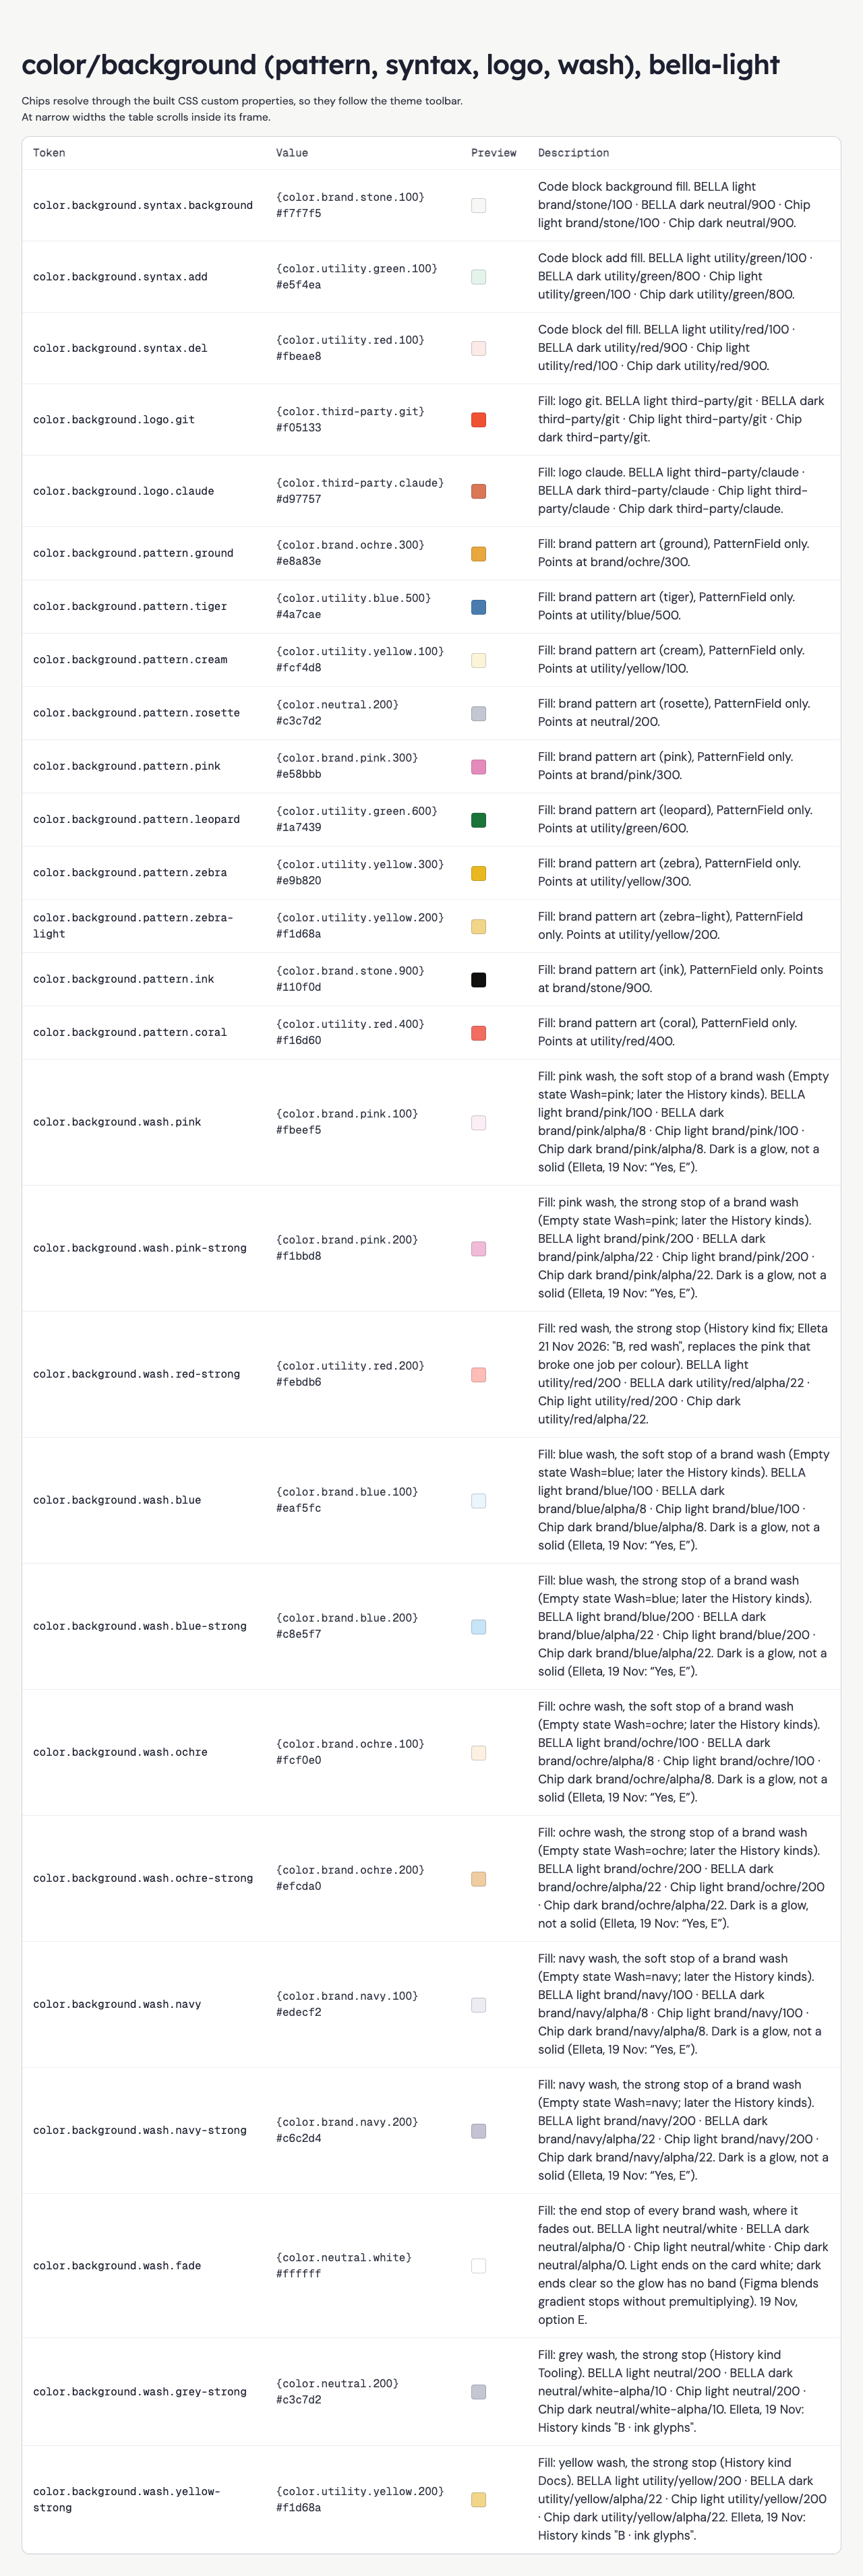 color/background (pattern, syntax, logo, wash), bella-light
Chips resolve through the built CSS custom properties, so they follow the theme toolbar.
At narrow widths the table scrolls inside its frame.
Token Value Preview Description
color.background.syntax.background
{color.brand.stone.100}
#f7f7f5
Code block background fill. BELLA light
brand/stone/100 · BELLA dark neutral/900 · Chip
light brand/stone/100 · Chip dark neutral/900.
color.background.syntax.add
{color.utility.green.100}
#e5f4ea
Code block add fill. BELLA light utility/green/100 ·
BELLA dark utility/green/800 · Chip light
utility/green/100 · Chip dark utility/green/800.
color.background.syntax.del
{color.utility.red.100}
#fbeae8
Code block del fill. BELLA light utility/red/100 ·
BELLA dark utility/red/900 · Chip light
utility/red/100 · Chip dark utility/red/900.
color.background.logo.git
{color.third-party.git}
#f05133
Fill: logo git. BELLA light third-party/git · BELLA dark
third-party/git · Chip light third-party/git · Chip
dark third-party/git.
color.background.logo.claude
{color.third-party.claude}
#d97757
Fill: logo claude. BELLA light third-party/claude ·
BELLA dark third-party/claude · Chip light third-
party/claude · Chip dark third-party/claude.
color.background.pattern.ground
{color.brand.ochre.300}
#e8a83e
Fill: brand pattern art (ground), PatternField only.
Points at brand/ochre/300.
color.background.pattern.tiger
{color.utility.blue.500}
#4a7cae
Fill: brand pattern art (tiger), PatternField only.
Points at utility/blue/500.
color.background.pattern.cream
{color.utility.yellow.100}
#fcf4d8
Fill: brand pattern art (cream), PatternField only.
Points at utility/yellow/100.
color.background.pattern.rosette
{color.neutral.200}
#c3c7d2
Fill: brand pattern art (rosette), PatternField only.
Points at neutral/200.
color.background.pattern.pink
{color.brand.pink.300}
#e58bbb
Fill: brand pattern art (pink), PatternField only.
Points at brand/pink/300.
color.background.pattern.leopard
{color.utility.green.600}
#1a7439
Fill: brand pattern art (leopard), PatternField only.
Points at utility/green/600.
color.background.pattern.zebra
{color.utility.yellow.300}
#e9b820
Fill: brand pattern art (zebra), PatternField only.
Points at utility/yellow/300.
color.background.pattern.zebra-
light
{color.utility.yellow.200}
#f1d68a
Fill: brand pattern art (zebra-light), PatternField
only. Points at utility/yellow/200.
color.background.pattern.ink
{color.brand.stone.900}
#110f0d
Fill: brand pattern art (ink), PatternField only. Points
at brand/stone/900.
color.background.pattern.coral
{color.utility.red.400}
#f16d60
Fill: brand pattern art (coral), PatternField only.
Points at utility/red/400.
color.background.wash.pink
{color.brand.pink.100}
#fbeef5
Fill: pink wash, the soft stop of a brand wash (Empty
state Wash=pink; later the History kinds). BELLA
light brand/pink/100 · BELLA dark
brand/pink/alpha/8 · Chip light brand/pink/100 ·
Chip dark brand/pink/alpha/8. Dark is a glow, not a
solid (Elleta, 19 Nov: “Yes, E”).
color.background.wash.pink-strong
{color.brand.pink.200}
#f1bbd8
Fill: pink wash, the strong stop of a brand wash
(Empty state Wash=pink; later the History kinds).
BELLA light brand/pink/200 · BELLA dark
brand/pink/alpha/22 · Chip light brand/pink/200 ·
Chip dark brand/pink/alpha/22. Dark is a glow, not a
solid (Elleta, 19 Nov: “Yes, E”).
color.background.wash.red-strong
{color.utility.red.200}
#febdb6
Fill: red wash, the strong stop (History kind fix; Elleta
21 Nov 2026: "B, red wash", replaces the pink that
broke one job per colour). BELLA light
utility/red/200 · BELLA dark utility/red/alpha/22 ·
Chip light utility/red/200 · Chip dark
utility/red/alpha/22.
color.background.wash.blue
{color.brand.blue.100}
#eaf5fc
Fill: blue wash, the soft stop of a brand wash (Empty
state Wash=blue; later the History kinds). BELLA
light brand/blue/100 · BELLA dark
brand/blue/alpha/8 · Chip light brand/blue/100 ·
Chip dark brand/blue/alpha/8. Dark is a glow, not a
solid (Elleta, 19 Nov: “Yes, E”).
color.background.wash.blue-strong
{color.brand.blue.200}
#c8e5f7
Fill: blue wash, the strong stop of a brand wash
(Empty state Wash=blue; later the History kinds).
BELLA light brand/blue/200 · BELLA dark
brand/blue/alpha/22 · Chip light brand/blue/200 ·
Chip dark brand/blue/alpha/22. Dark is a glow, not a
solid (Elleta, 19 Nov: “Yes, E”).
color.background.wash.ochre
{color.brand.ochre.100}
#fcf0e0
Fill: ochre wash, the soft stop of a brand wash
(Empty state Wash=ochre; later the History kinds).
BELLA light brand/ochre/100 · BELLA dark
brand/ochre/alpha/8 · Chip light brand/ochre/100 ·
Chip dark brand/ochre/alpha/8. Dark is a glow, not a
solid (Elleta, 19 Nov: “Yes, E”).
color.background.wash.ochre-strong
{color.brand.ochre.200}
#efcda0
Fill: ochre wash, the strong stop of a brand wash
(Empty state Wash=ochre; later the History kinds).
BELLA light brand/ochre/200 · BELLA dark
brand/ochre/alpha/22 · Chip light brand/ochre/200
· Chip dark brand/ochre/alpha/22. Dark is a glow,
not a solid (Elleta, 19 Nov: “Yes, E”).
color.background.wash.navy
{color.brand.navy.100}
#edecf2
Fill: navy wash, the soft stop of a brand wash
(Empty state Wash=navy; later the History kinds).
BELLA light brand/navy/100 · BELLA dark
brand/navy/alpha/8 · Chip light brand/navy/100 ·
Chip dark brand/navy/alpha/8. Dark is a glow, not a
solid (Elleta, 19 Nov: “Yes, E”).
color.background.wash.navy-strong
{color.brand.navy.200}
#c6c2d4
Fill: navy wash, the strong stop of a brand wash
(Empty state Wash=navy; later the History kinds).
BELLA light brand/navy/200 · BELLA dark
brand/navy/alpha/22 · Chip light brand/navy/200 ·
Chip dark brand/navy/alpha/22. Dark is a glow, not a
solid (Elleta, 19 Nov: “Yes, E”).
color.background.wash.fade
{color.neutral.white}
#ffffff
Fill: the end stop of every brand wash, where it
fades out. BELLA light neutral/white · BELLA dark
neutral/alpha/0 · Chip light neutral/white · Chip dark
neutral/alpha/0. Light ends on the card white; dark
ends clear so the glow has no band (Figma blends
gradient stops without premultiplying). 19 Nov,
option E.
color.background.wash.grey-strong
{color.neutral.200}
#c3c7d2
Fill: grey wash, the strong stop (History kind
Tooling). BELLA light neutral/200 · BELLA dark
neutral/white-alpha/10 · Chip light neutral/200 ·
Chip dark neutral/white-alpha/10. Elleta, 19 Nov:
History kinds "B · ink glyphs".
color.background.wash.yellow-
strong
{color.utility.yellow.200}
#f1d68a
Fill: yellow wash, the strong stop (History kind
Docs). BELLA light utility/yellow/200 · BELLA dark
utility/yellow/alpha/22 · Chip light utility/yellow/200
· Chip dark utility/yellow/alpha/22. Elleta, 19 Nov:
History kinds "B · ink glyphs".